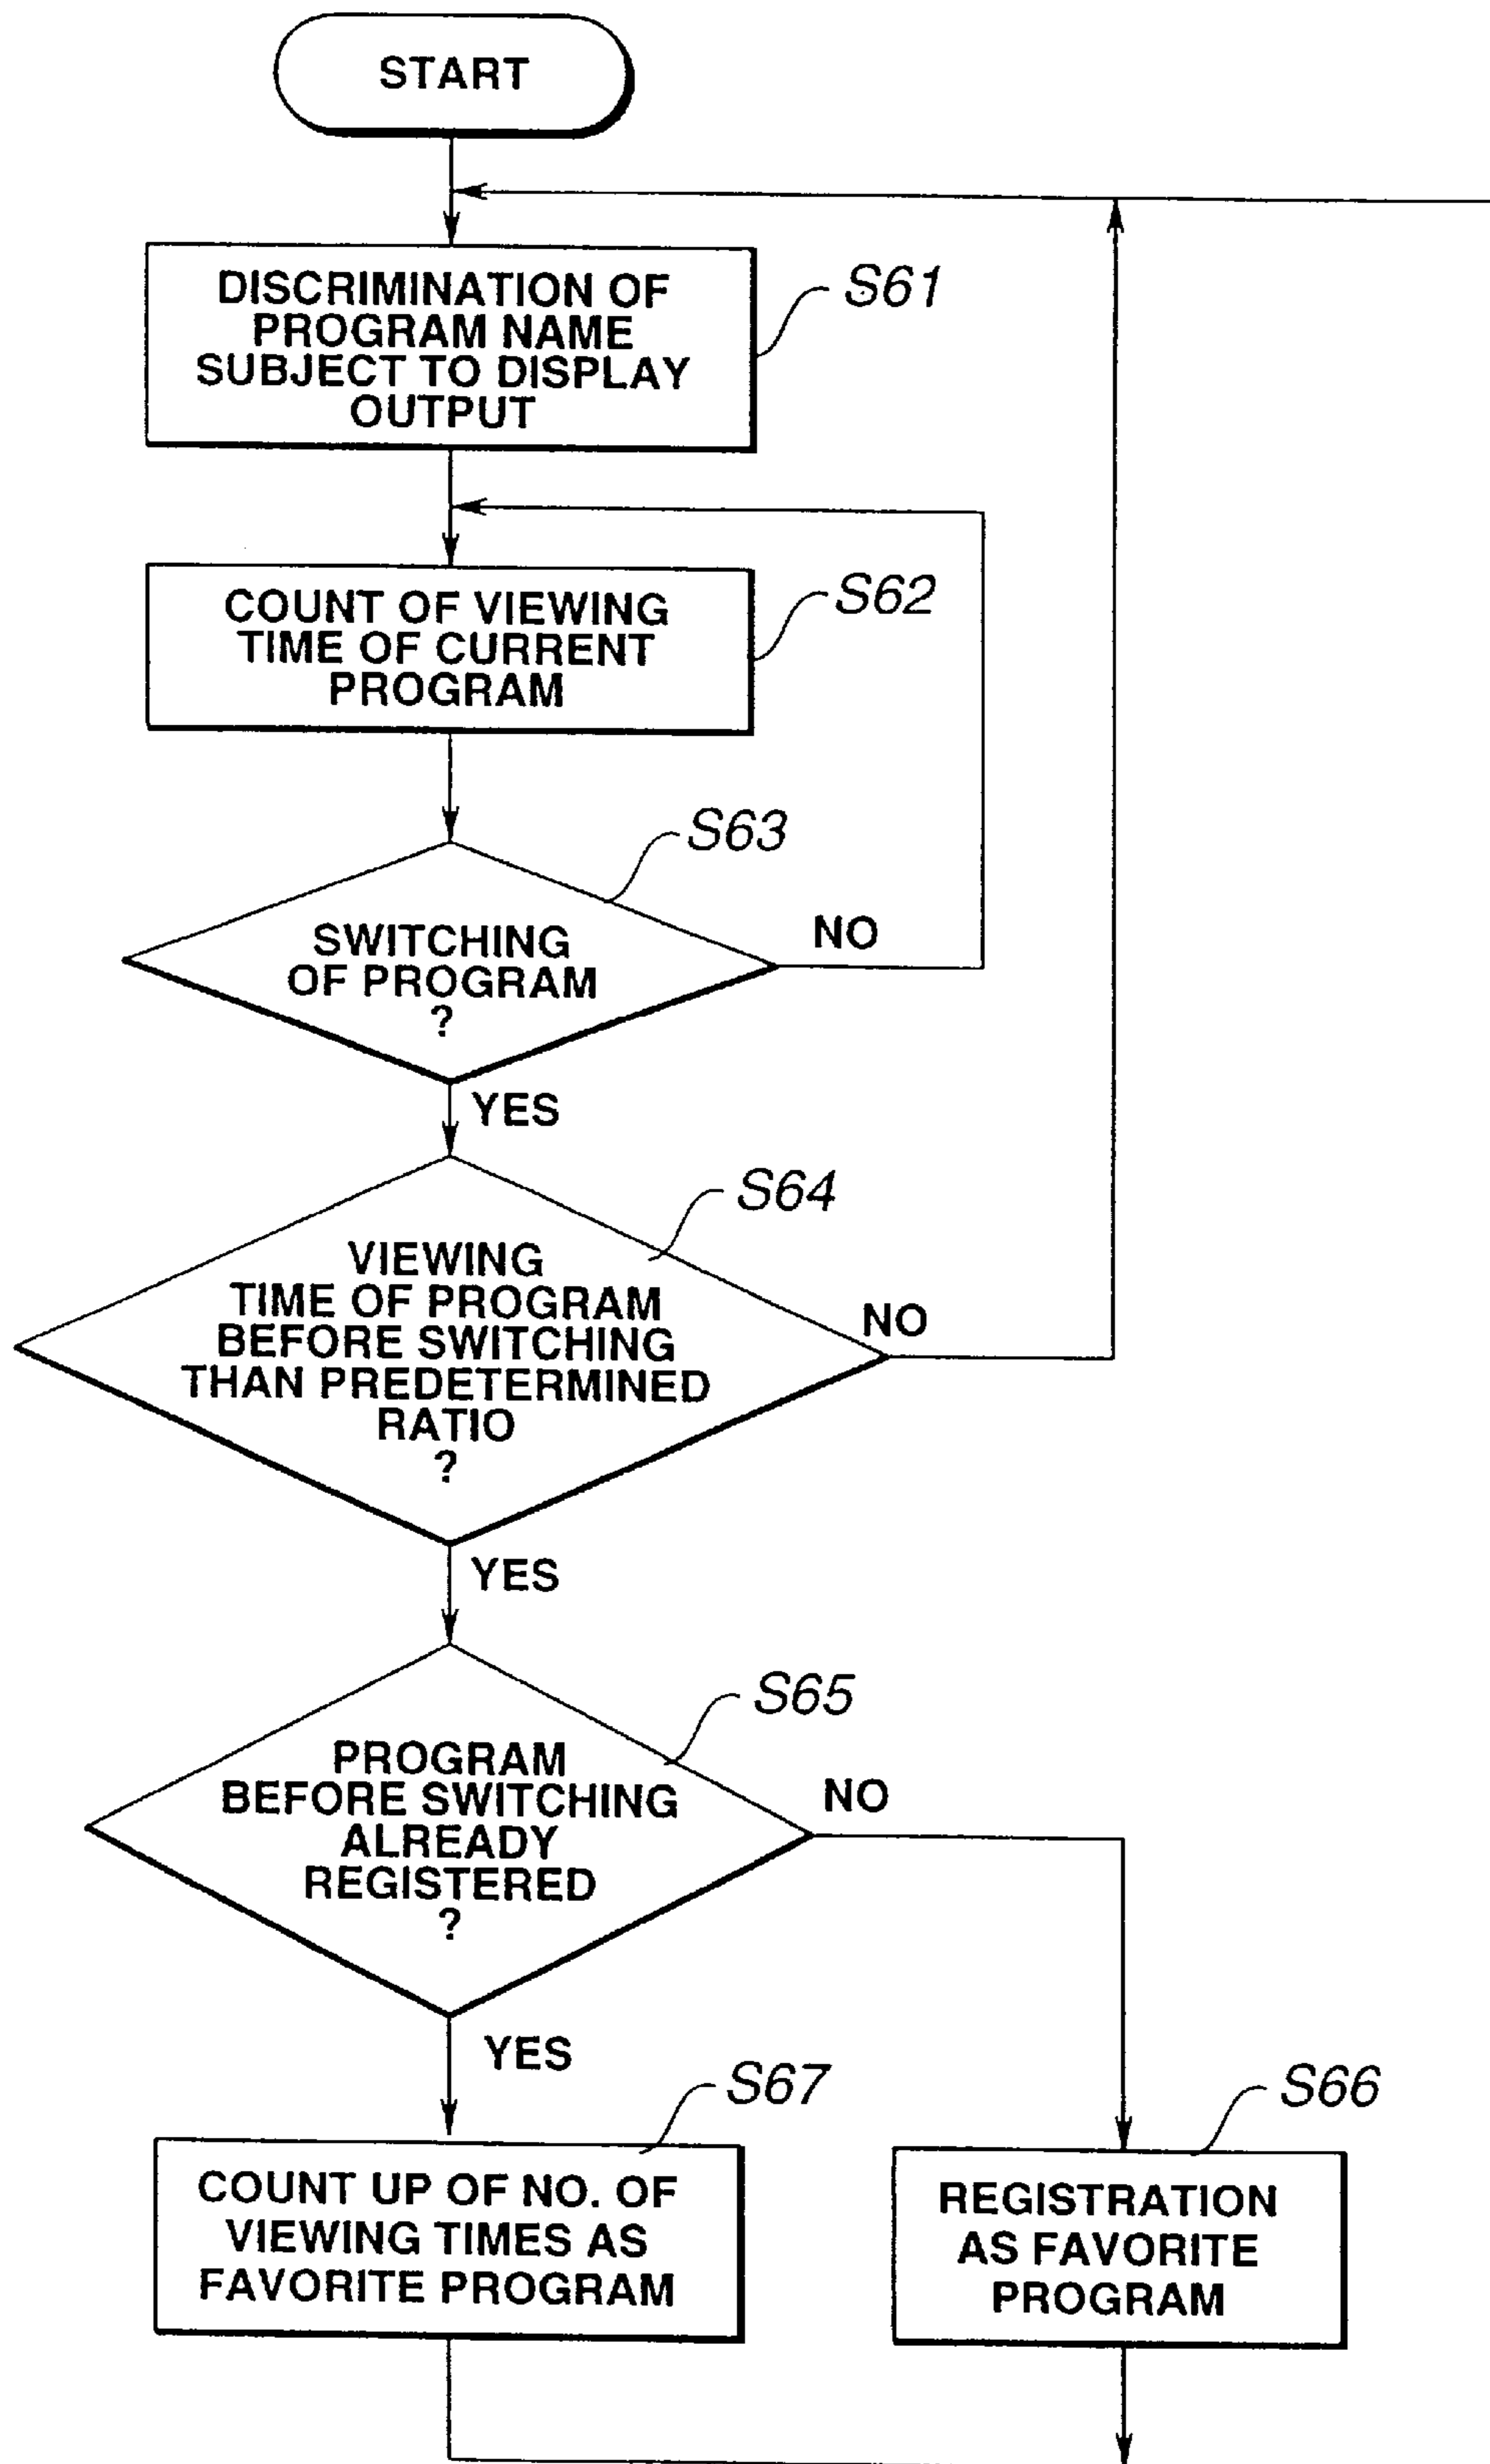 START
DISCRIMINATION OF
PROGRAM NAME
SUBJECT TO DISPLAY
OUTPUT
S61
COUNT OF VIEWING
TIME OF CURRENT
PROGRAM
S62
S63
SWITCHING
OF PROGRAM
?
NO
YES
S64
VIEWING
TIME OF PROGRAM
BEFORE SWITCHING
THAN PREDETERMINED
RATIO
?
NO
YES
S65
PROGRAM
BEFORE SWITCHING
ALREADY
REGISTERED
?
NO
YES
S67
COUNT UP OF NO. OF
VIEWING TIMES AS
FAVORITE PROGRAM
S66
REGISTRATION
AS FAVORITE
PROGRAM